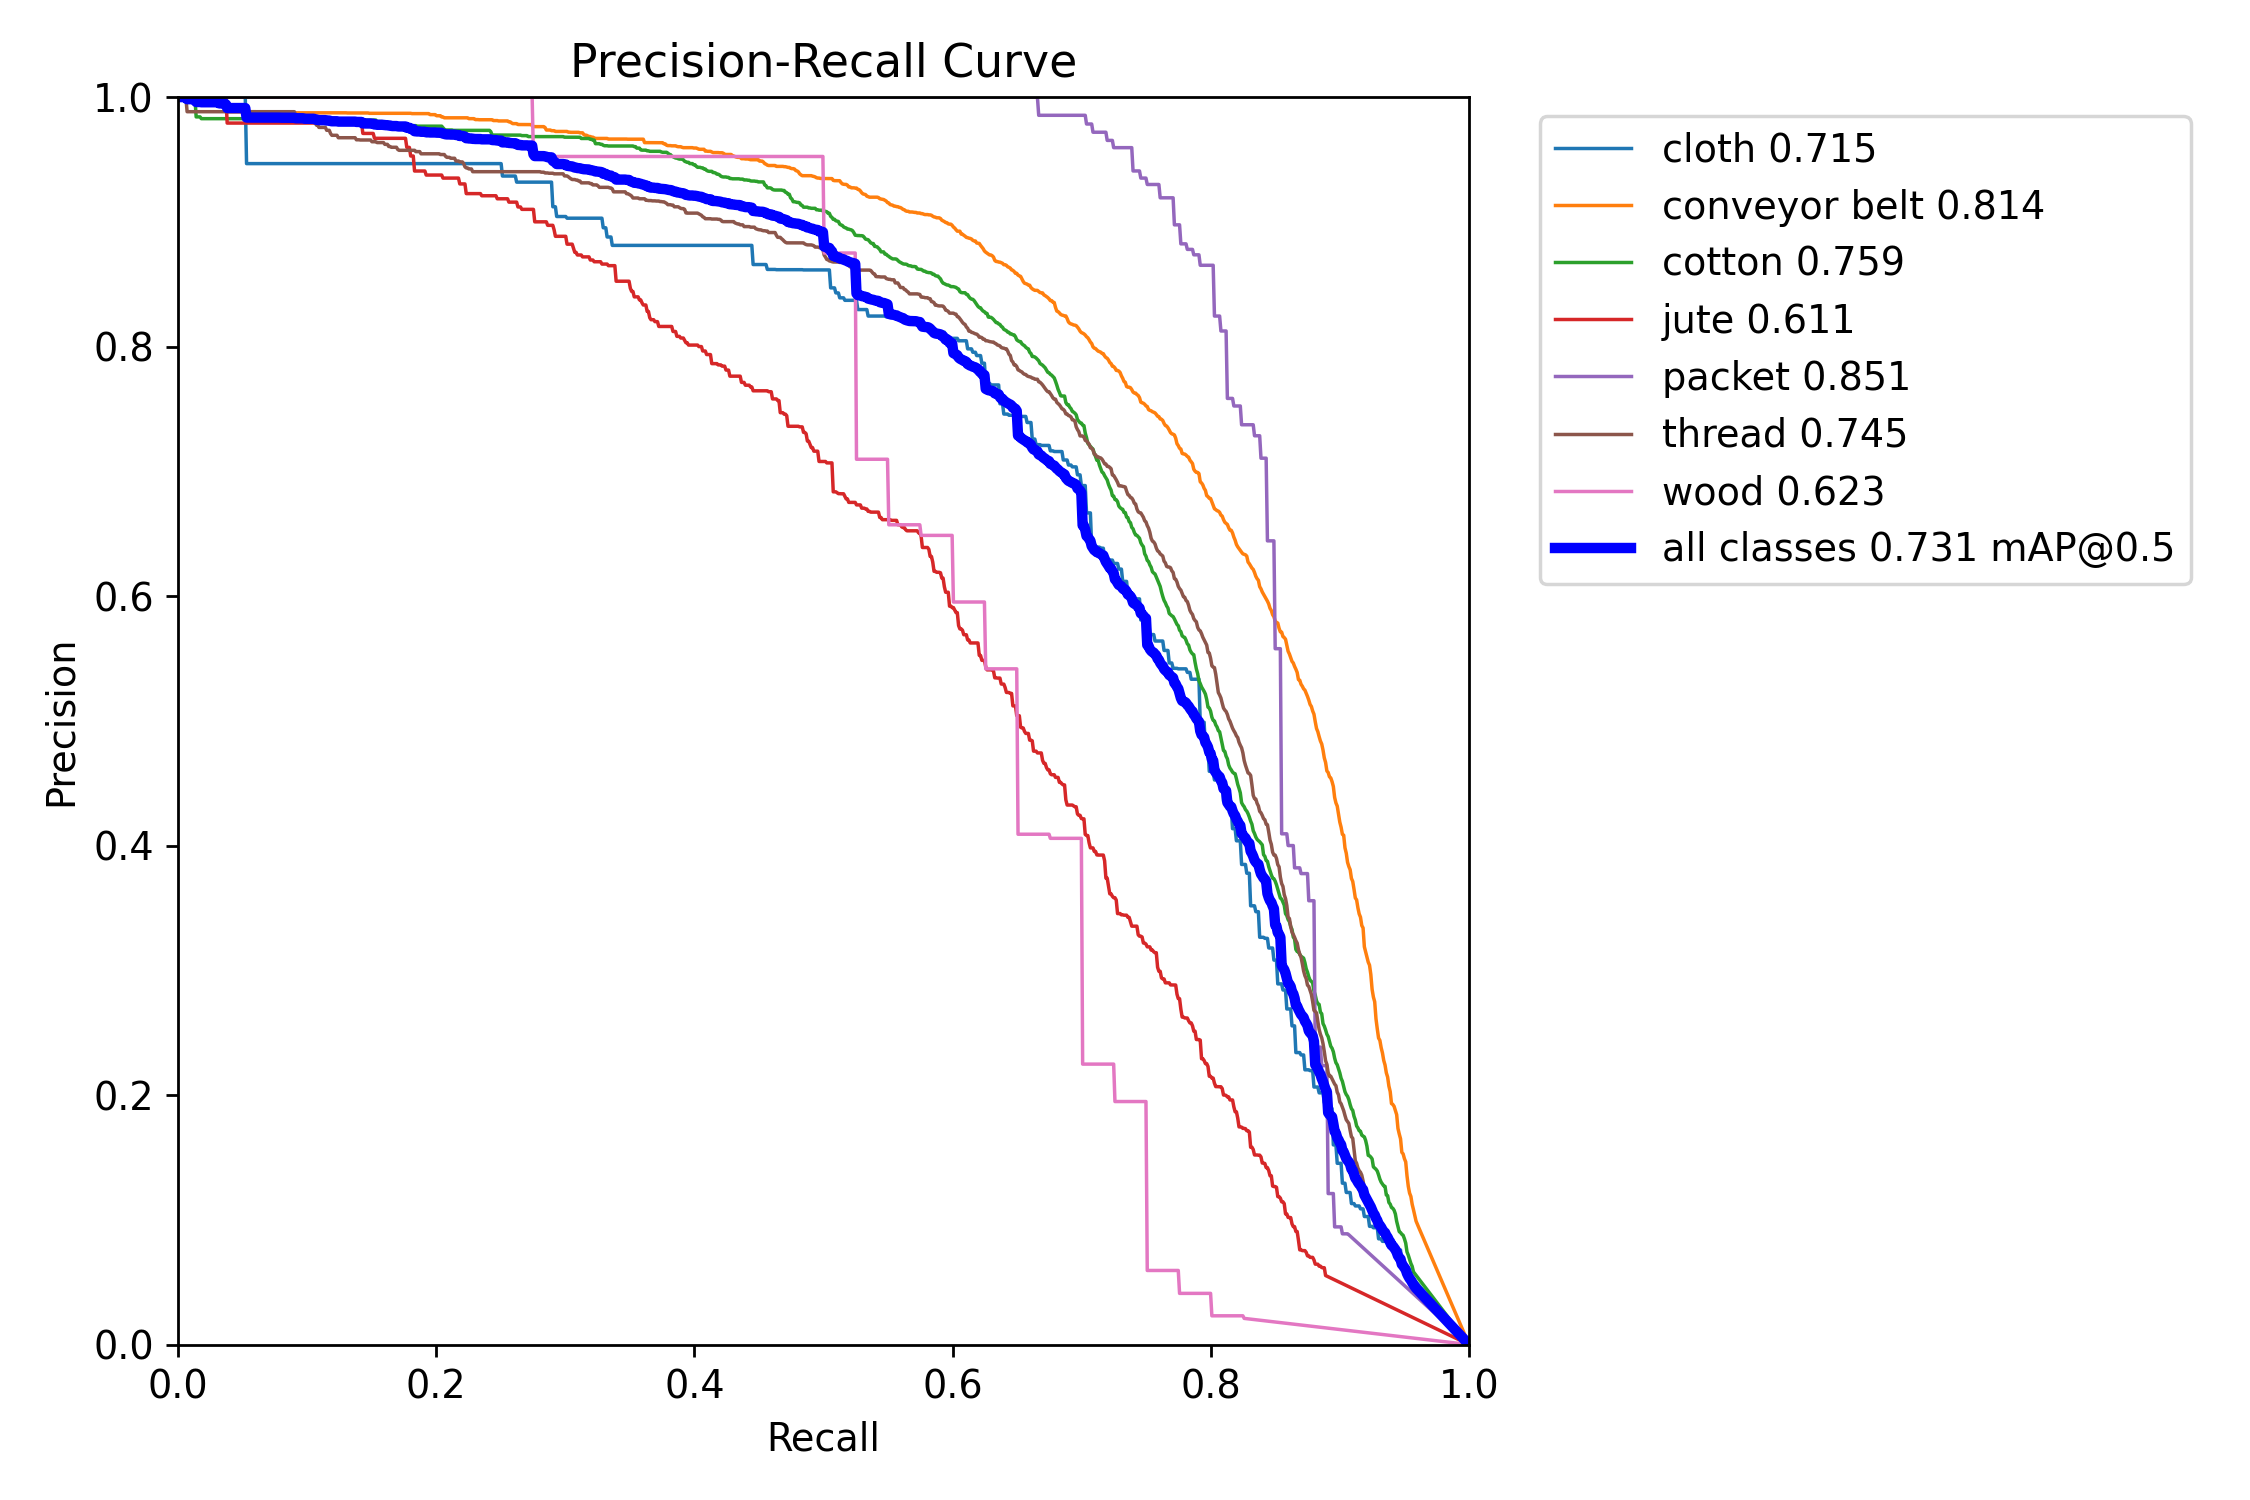 Precision-Recall Curve
1.0
0.8
0.6
0.4
0.2
0.0
Precision
0.0 0.2 0.4 0.6 0.8 1.0
Recall
cloth 0.715
conveyor belt 0.814
cotton 0.759
jute 0.611
packet 0.851
thread 0.745
wood 0.623
all classes 0.731 mAP@0.5